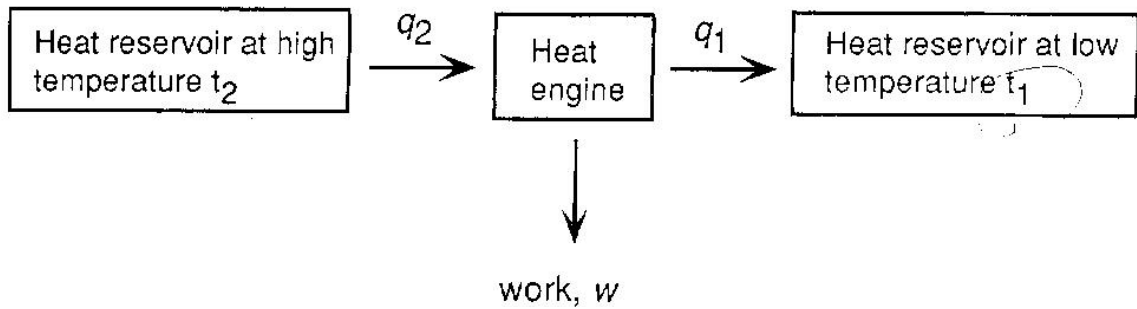 Heat reservoir at high
temperature t₂
q₂
Heat
engine
q₁
Heat reservoir at low
temperature t₁
work, w